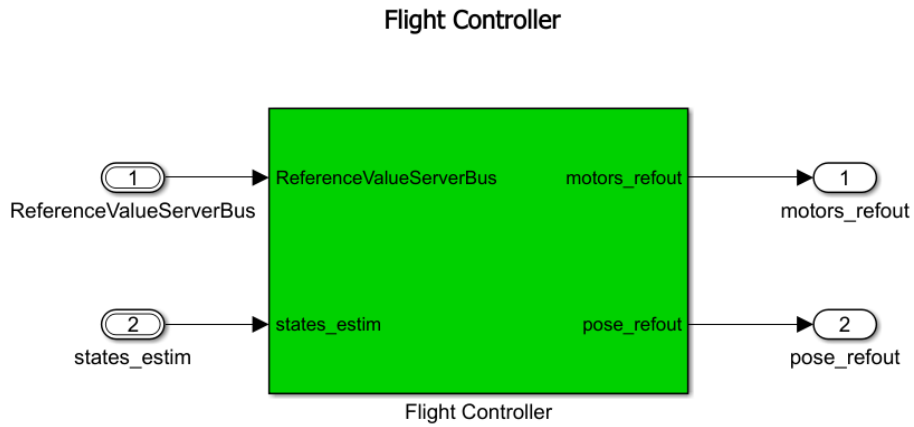 Flight Controller
1
ReferenceValueServerBus
ReferenceValueServerBus
motors_refout
1
motors_refout
2
states_estim
states_estim
pose_refout
2
pose_refout
Flight Controller